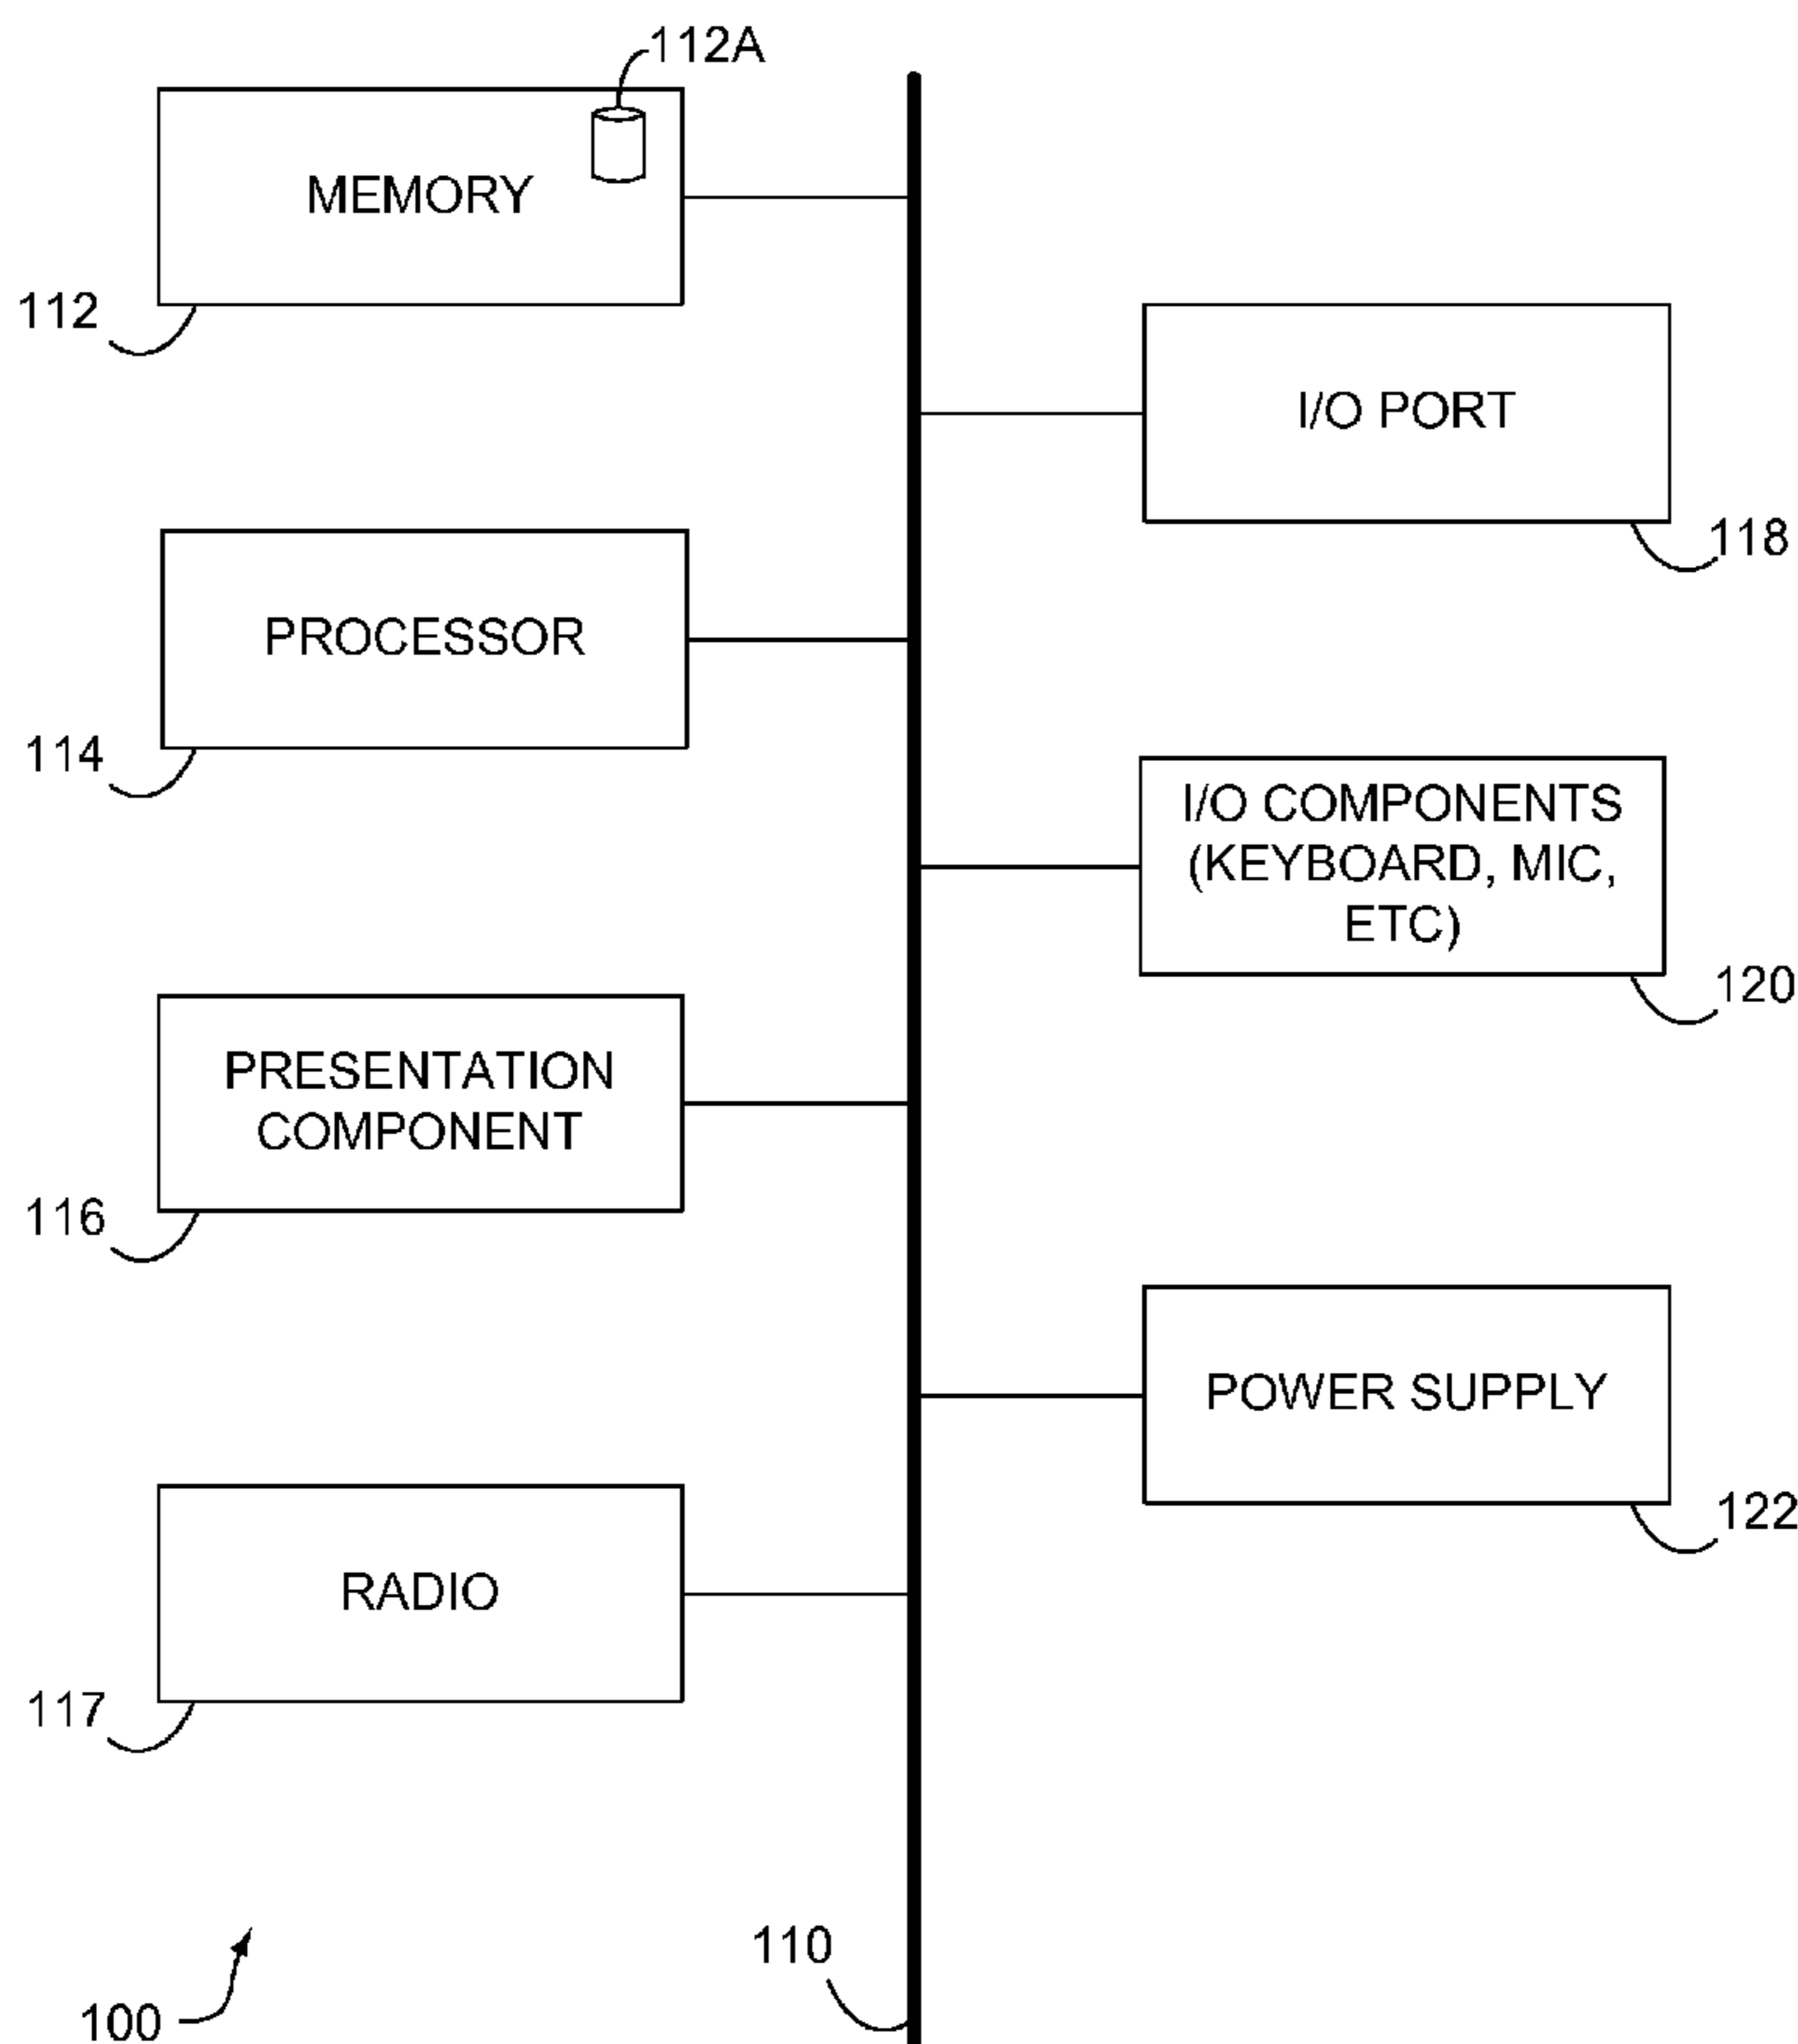 112A
MEMORY
112
I/O PORT
118
PROCESSOR
114
I/O COMPONENTS
(KEYBOARD, MIC,
ETC)
120
PRESENTATION
COMPONENT
116
POWER SUPPLY
122
RADIO
117
110
100